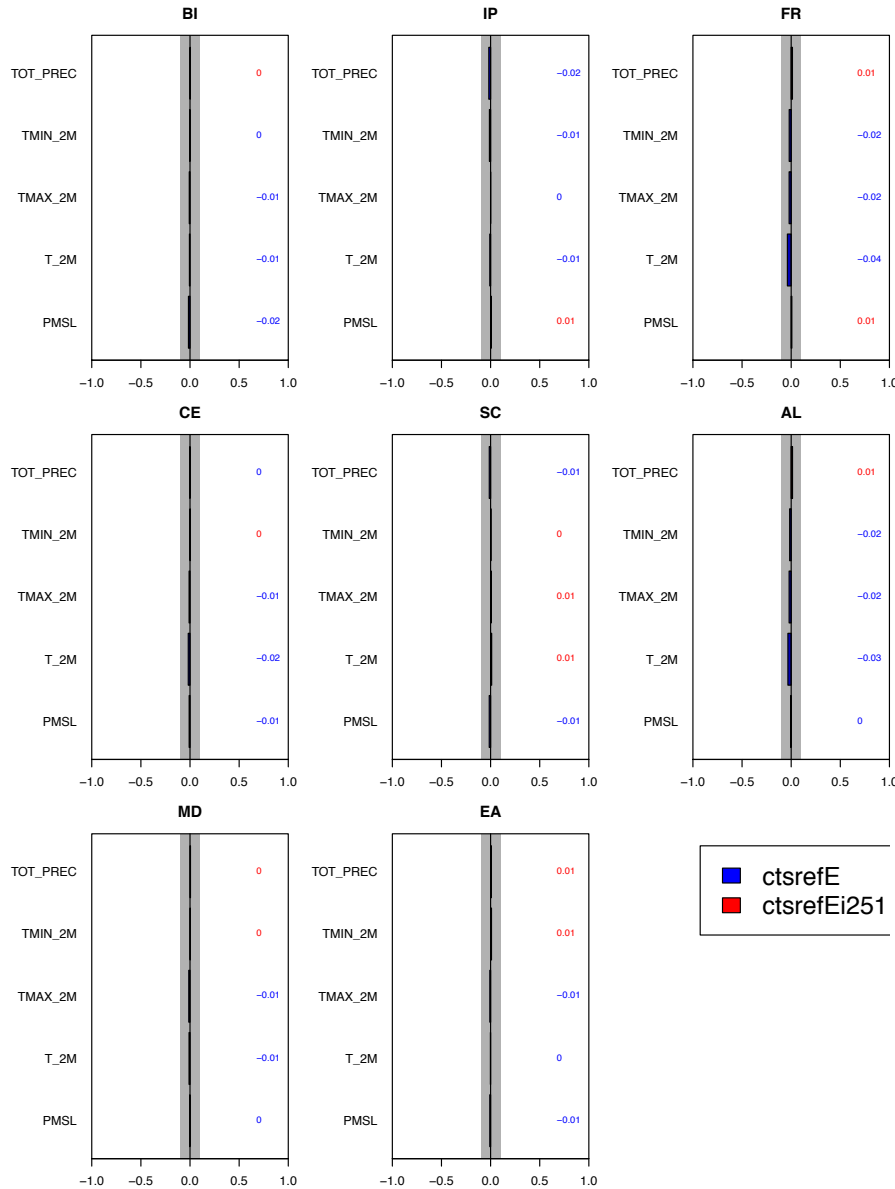 BI IP FR
TOT_PREC 0 TOT_PREC −0.02 TOT_PREC 0.01
TMIN_2M 0 TMIN_2M −0.01 TMIN_2M −0.02
TMAX_2M −0.01 TMAX_2M 0 TMAX_2M −0.02
T_2M −0.01 T_2M −0.01 T_2M −0.04
PMSL −0.02 PMSL 0.01 PMSL 0.01
−1.0 −0.5 0.0 0.5 1.0 −1.0 −0.5 0.0 0.5 1.0 −1.0 −0.5 0.0 0.5 1.0
CE SC AL
TOT_PREC 0 TOT_PREC −0.01 TOT_PREC 0.01
TMIN_2M 0 TMIN_2M 0 TMIN_2M −0.02
TMAX_2M −0.01 TMAX_2M 0.01 TMAX_2M −0.02
T_2M −0.02 T_2M 0.01 T_2M −0.03
PMSL −0.01 PMSL −0.01 PMSL 0
−1.0 −0.5 0.0 0.5 1.0 −1.0 −0.5 0.0 0.5 1.0 −1.0 −0.5 0.0 0.5 1.0
MD EA
TOT_PREC 0 TOT_PREC 0.01
TMIN_2M 0 TMIN_2M 0.01
TMAX_2M −0.01 TMAX_2M −0.01
T_2M −0.01 T_2M 0
PMSL 0 PMSL −0.01
−1.0 −0.5 0.0 0.5 1.0 −1.0 −0.5 0.0 0.5 1.0
ctsrefE
ctsrefEi251